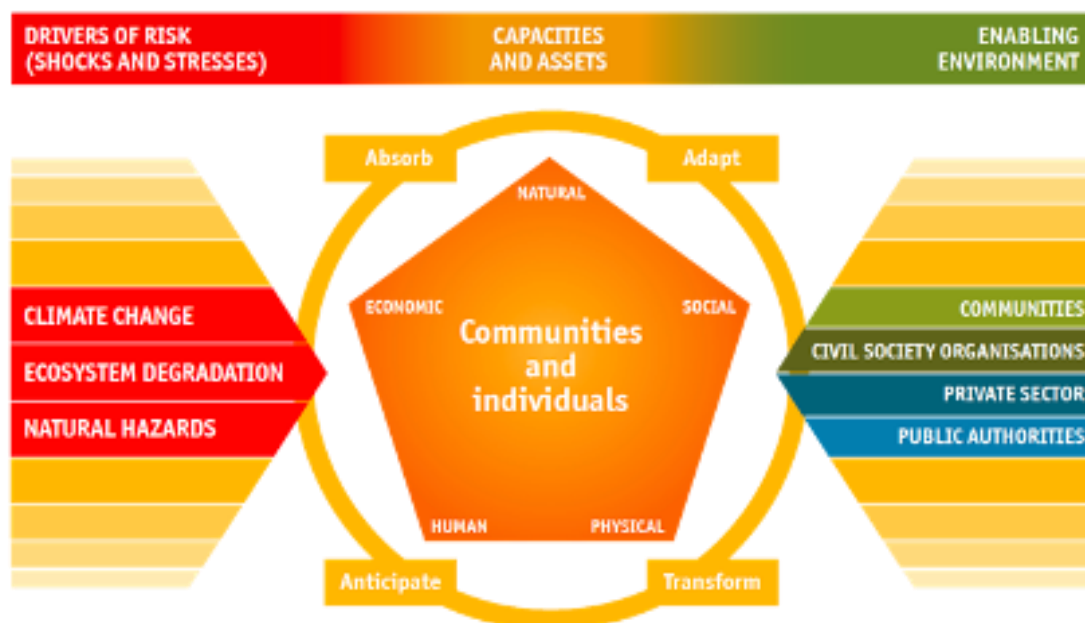 DRIVERS OF RISK
(SHOCKS AND STRESSES)
CAPACITIES
AND ASSETS
ENABLING
ENVIRONMENT
Absorb
Adapt
NATURAL
ECONOMIC
SOCIAL
Communities
and
individuals
HUMAN
PHYSICAL
Anticipate
Transform
CLIMATE CHANGE
ECOSYSTEM DEGRADATION
NATURAL HAZARDS
COMMUNITIES
CIVIL SOCIETY ORGANISATIONS
PRIVATE SECTOR
PUBLIC AUTHORITIES